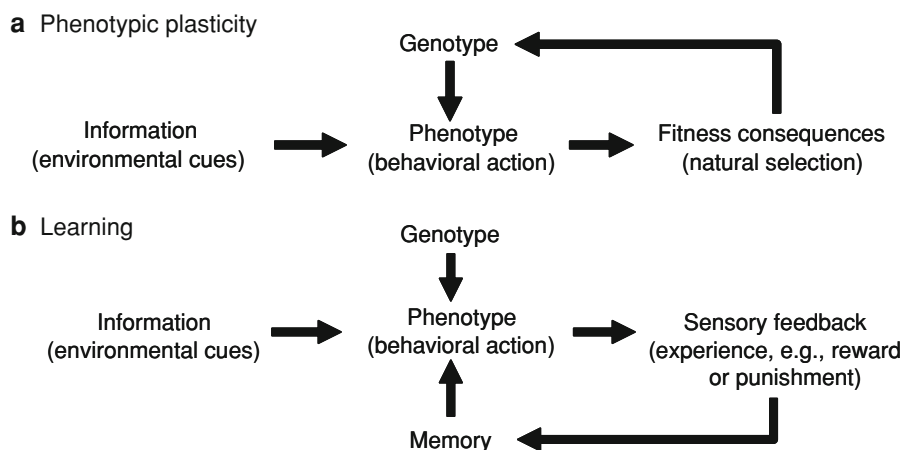 a Phenotypic plasticity
Genotype
Information
(environmental cues)
Phenotype
(behavioral action)
Fitness consequences
(natural selection)
b Learning
Genotype
Information
(environmental cues)
Phenotype
(behavioral action)
Sensory feedback
(experience, e.g., reward
or punishment)
Memory